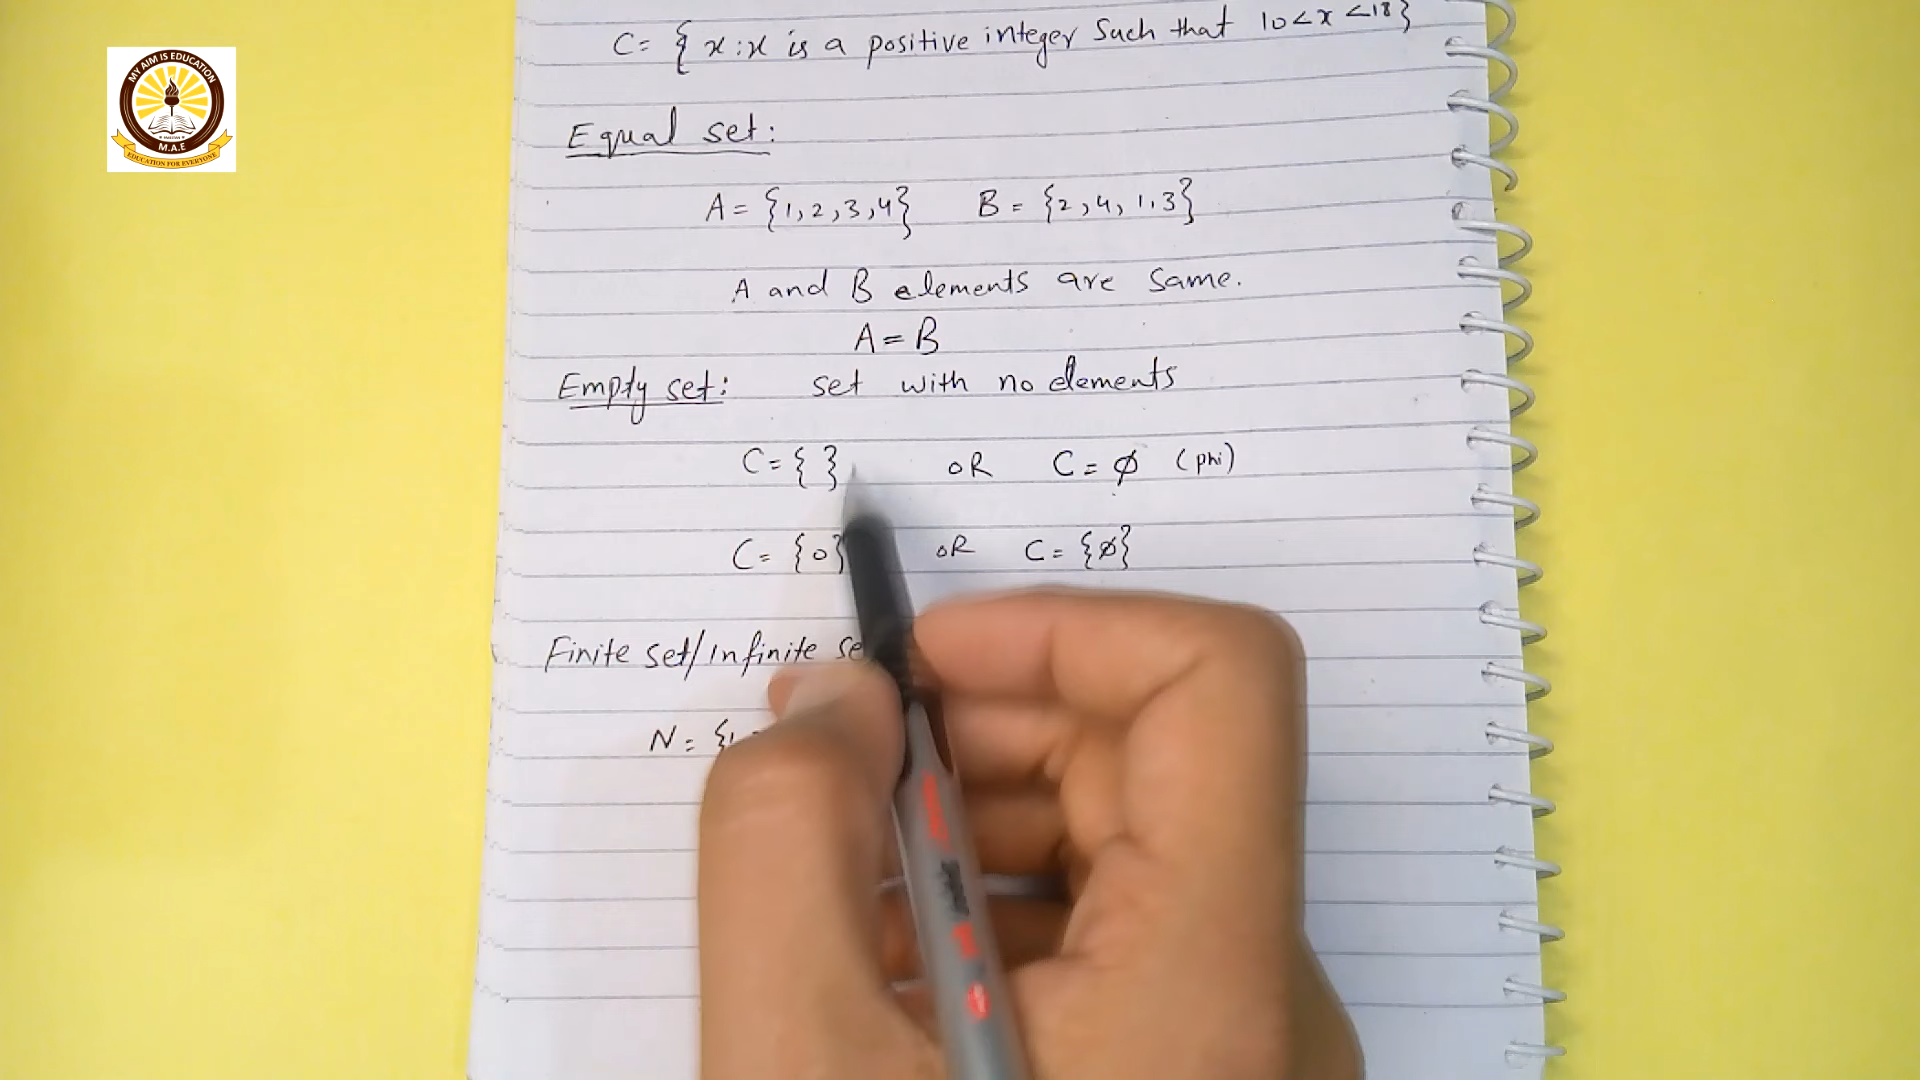 MY AIM IS EDUCATION
M.A.E
EDUCATION FOR EVERYONE
C = { x : x is a positive integer such that 10 < x < 18 }
Equal set:
A = {1, 2, 3, 4} B = {2, 4, 1, 3}
A and B elements are same.
A = B
Empty set: set with no elements
C = { } OR C = ϕ (phi)
C = {0} OR C = {ϕ}
Finite set/Infinite se
N = {1,